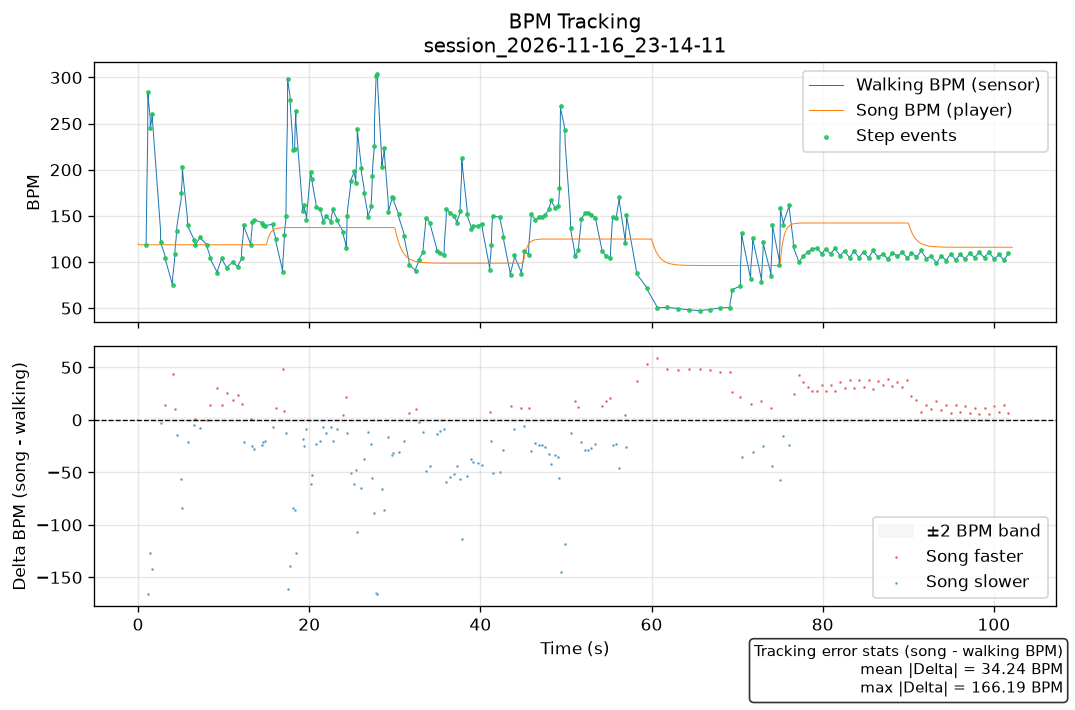 BPM Tracking
session_2026-11-16_23-14-11
BPM
300
250
200
150
100
50
Walking BPM (sensor)
Song BPM (player)
Step events
Delta BPM (song - walking)
50
0
−50
−100
−150
±2 BPM band
Song faster
Song slower
0
20
40
60
80
100
Time (s)
Tracking error stats (song - walking BPM)
mean |Delta| = 34.24 BPM
max |Delta| = 166.19 BPM